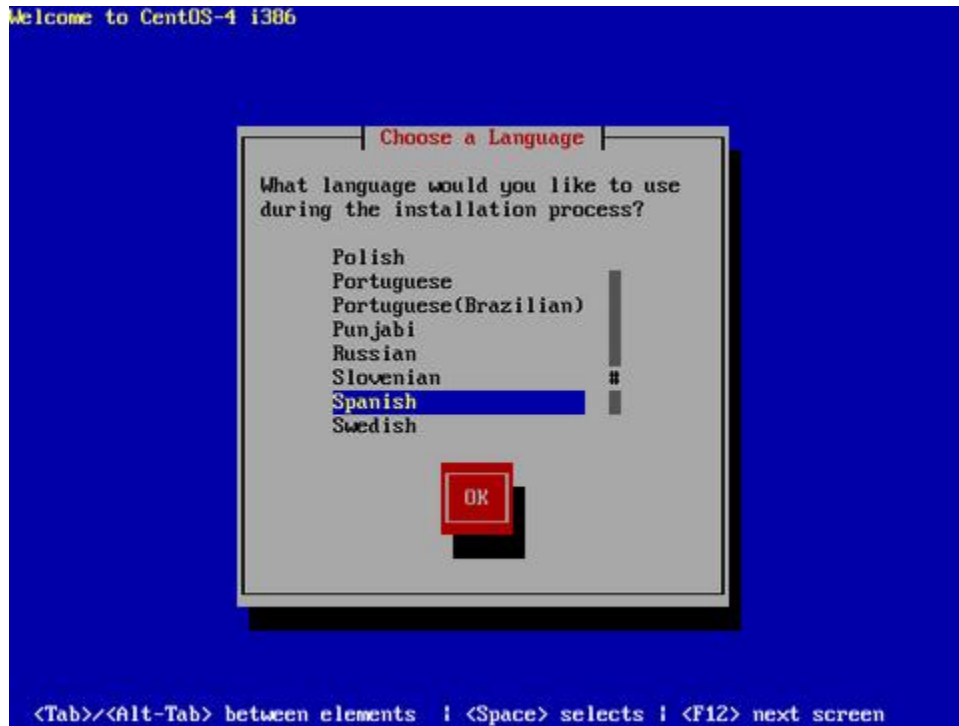 Welcome to CentOS-4 i386
Choose a Language
What language would you like to use
during the installation process?
Polish
Portuguese
Portuguese(Brazilian)
Punjabi
Russian
Slovenian #
Spanish
Swedish
OK
<Tab>/<Alt-Tab> between elements | <Space> selects | <F12> next screen